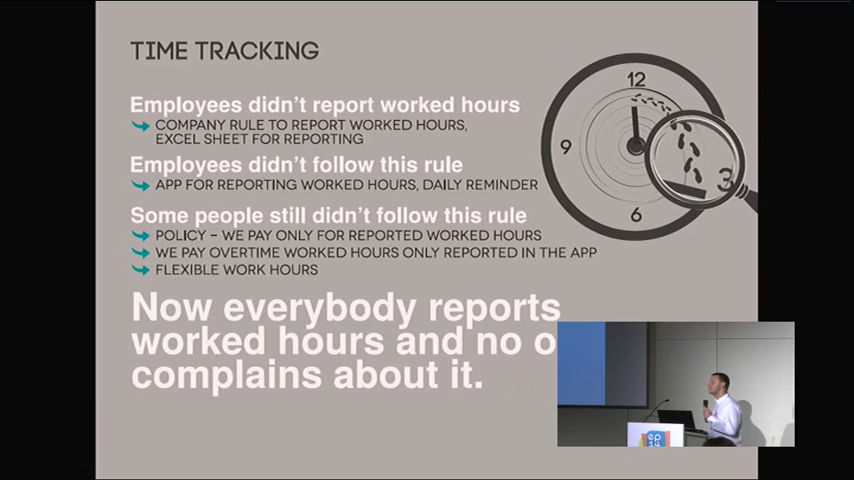 TIME TRACKING
Employees didn't report worked hours
COMPANY RULE TO REPORT WORKED HOURS,
EXCEL SHEET FOR REPORTING
Employees didn't follow this rule
APP FOR REPORTING WORKED HOURS, DAILY REMINDER
Some people still didn't follow this rule
POLICY – WE PAY ONLY FOR REPORTED WORKED HOURS
WE PAY OVERTIME WORKED HOURS ONLY REPORTED IN THE APP
FLEXIBLE WORK HOURS
Now everybody reports
worked hours and no
complains about it.
12
9
3
6